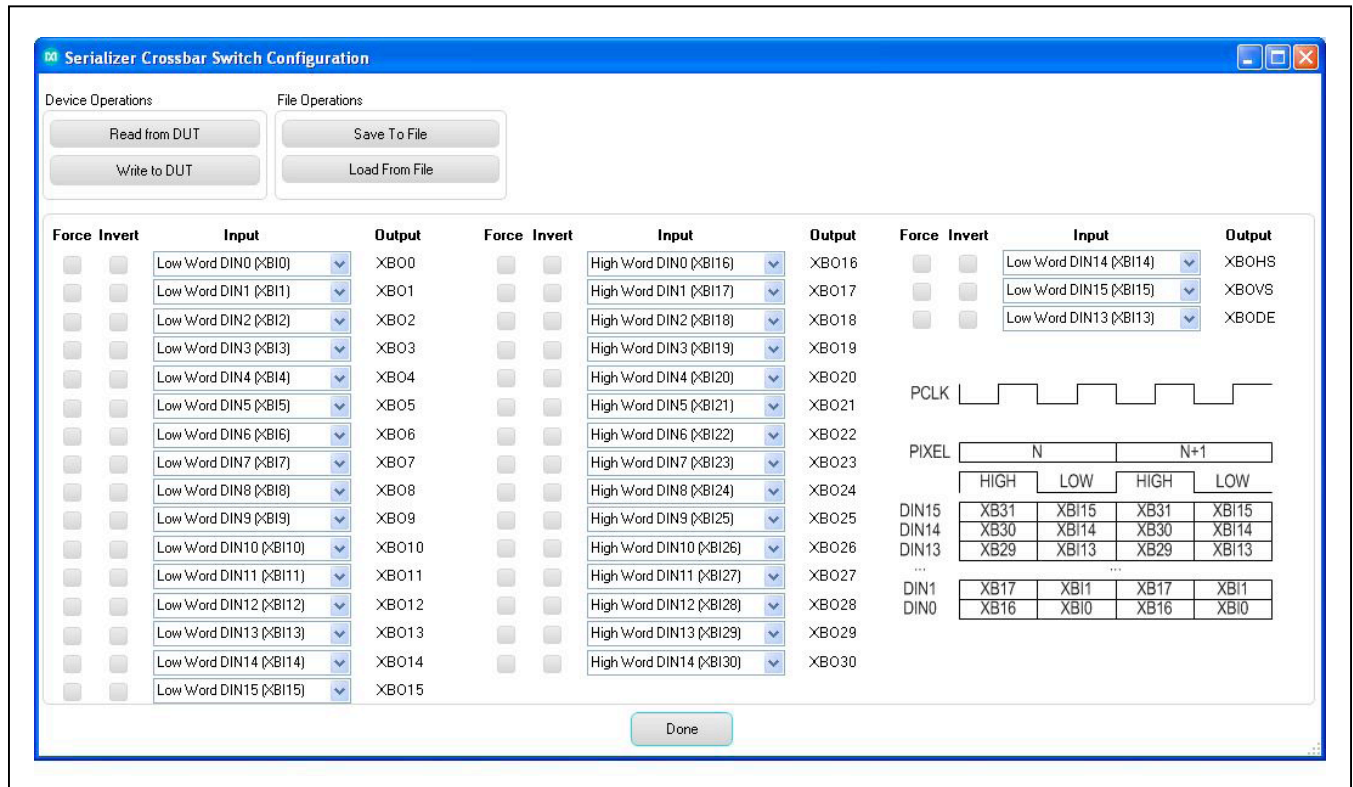 Serializer Crossbar Switch Configuration
Device Operations File Operations
Read from DUT Save To File
Write to DUT Load From File
Force Invert Input Output Force Invert Input Output Force Invert Input Output
Low Word DIN0 (XBI0) XBO0 High Word DIN0 (XBI16) XBO16 Low Word DIN14 (XBI14) XBOHS
Low Word DIN1 (XBI1) XBO1 High Word DIN1 (XBI17) XBO17 Low Word DIN15 (XBI15) XBOVS
Low Word DIN2 (XBI2) XBO2 High Word DIN2 (XBI18) XBO18 Low Word DIN13 (XBI13) XBODE
Low Word DIN3 (XBI3) XBO3 High Word DIN3 (XBI19) XBO19
Low Word DIN4 (XBI4) XBO4 High Word DIN4 (XBI20) XBO20
Low Word DIN5 (XBI5) XBO5 High Word DIN5 (XBI21) XBO21 PCLK
Low Word DIN6 (XBI6) XBO6 High Word DIN6 (XBI22) XBO22
Low Word DIN7 (XBI7) XBO7 High Word DIN7 (XBI23) XBO23 PIXEL N N+1
Low Word DIN8 (XBI8) XBO8 High Word DIN8 (XBI24) XBO24 HIGH LOW HIGH LOW
Low Word DIN9 (XBI9) XBO9 High Word DIN9 (XBI25) XBO25 DIN15 XB31 XBI15 XB31 XBI15
DIN14 XB30 XBI14 XB30 XBI14
Low Word DIN10 (XBI10) XBO10 High Word DIN10 (XBI26) XBO26 DIN13 XB29 XBI13 XB29 XBI13
Low Word DIN11 (XBI11) XBO11 High Word DIN11 (XBI27) XBO27 ... ...
Low Word DIN12 (XBI12) XBO12 High Word DIN12 (XBI28) XBO28 DIN1 XB17 XBI1 XB17 XBI1
DIN0 XB16 XBI0 XB16 XBI0
Low Word DIN13 (XBI13) XBO13 High Word DIN13 (XBI29) XBO29
Low Word DIN14 (XBI14) XBO14 High Word DIN14 (XBI30) XBO30
Low Word DIN15 (XBI15) XBO15
Done